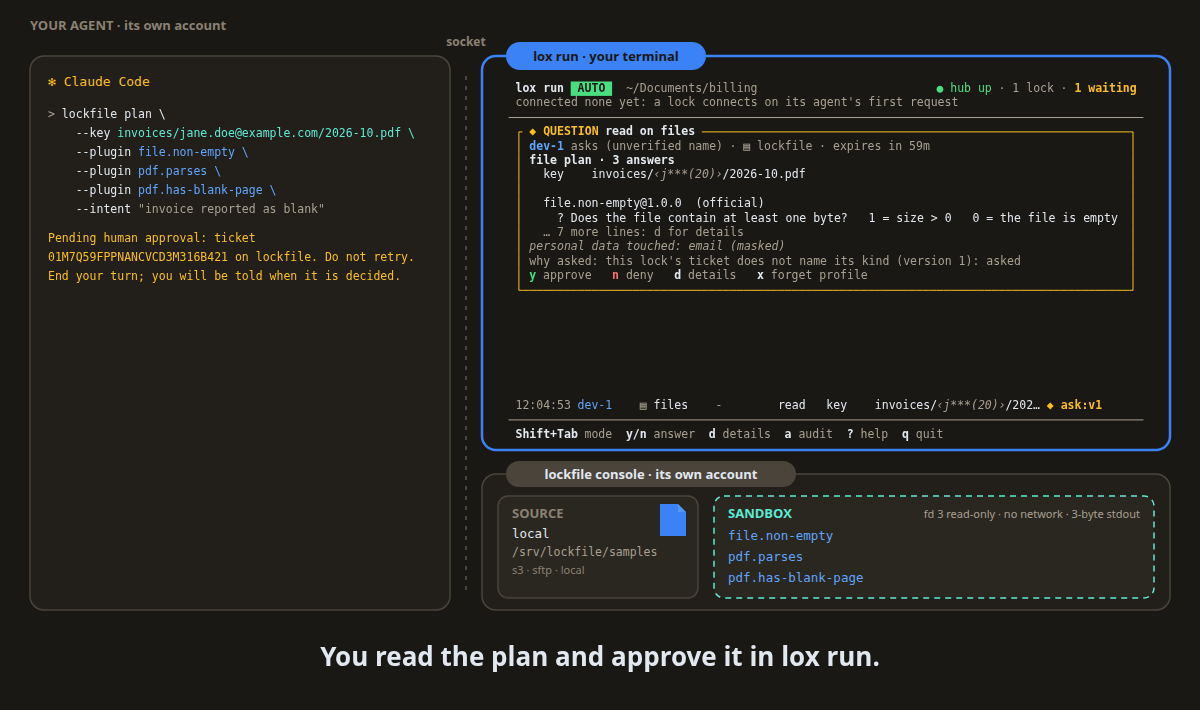 YOUR AGENT · its own account
socket
✻ Claude Code
> lockfile plan \
--key invoices/jane.doe@example.com/2026-10.pdf \
--plugin file.non-empty \
--plugin pdf.parses \
--plugin pdf.has-blank-page \
--intent "invoice reported as blank"
Pending human approval: ticket
01M7Q59FPPNANCVCD3M316B421 on lockfile. Do not retry.
End your turn; you will be told when it is decided.
lox run · your terminal
lox run AUTO ~/Documents/billing ● hub up · 1 lock · 1 waiting
connected none yet: a lock connects on its agent's first request
◆ QUESTION read on files
dev-1 asks (unverified name) · ▤ lockfile · expires in 59m
file plan · 3 answers
key invoices/‹j***(20)›/2026-10.pdf
file.non-empty@1.0.0 (official)
? Does the file contain at least one byte? 1 = size > 0 0 = the file is empty
… 7 more lines: d for details
personal data touched: email (masked)
why asked: this lock's ticket does not name its kind (version 1): asked
y approve n deny d details x forget profile
12:04:53 dev-1 ▤ files - read key invoices/‹j***(20)›/202… ◆ ask:v1
Shift+Tab mode y/n answer d details a audit ? help q quit
lockfile console · its own account
SOURCE
local
/srv/lockfile/samples
s3 · sftp · local
SANDBOX fd 3 read-only · no network · 3-byte stdout
file.non-empty
pdf.parses
pdf.has-blank-page
You read the plan and approve it in lox run.